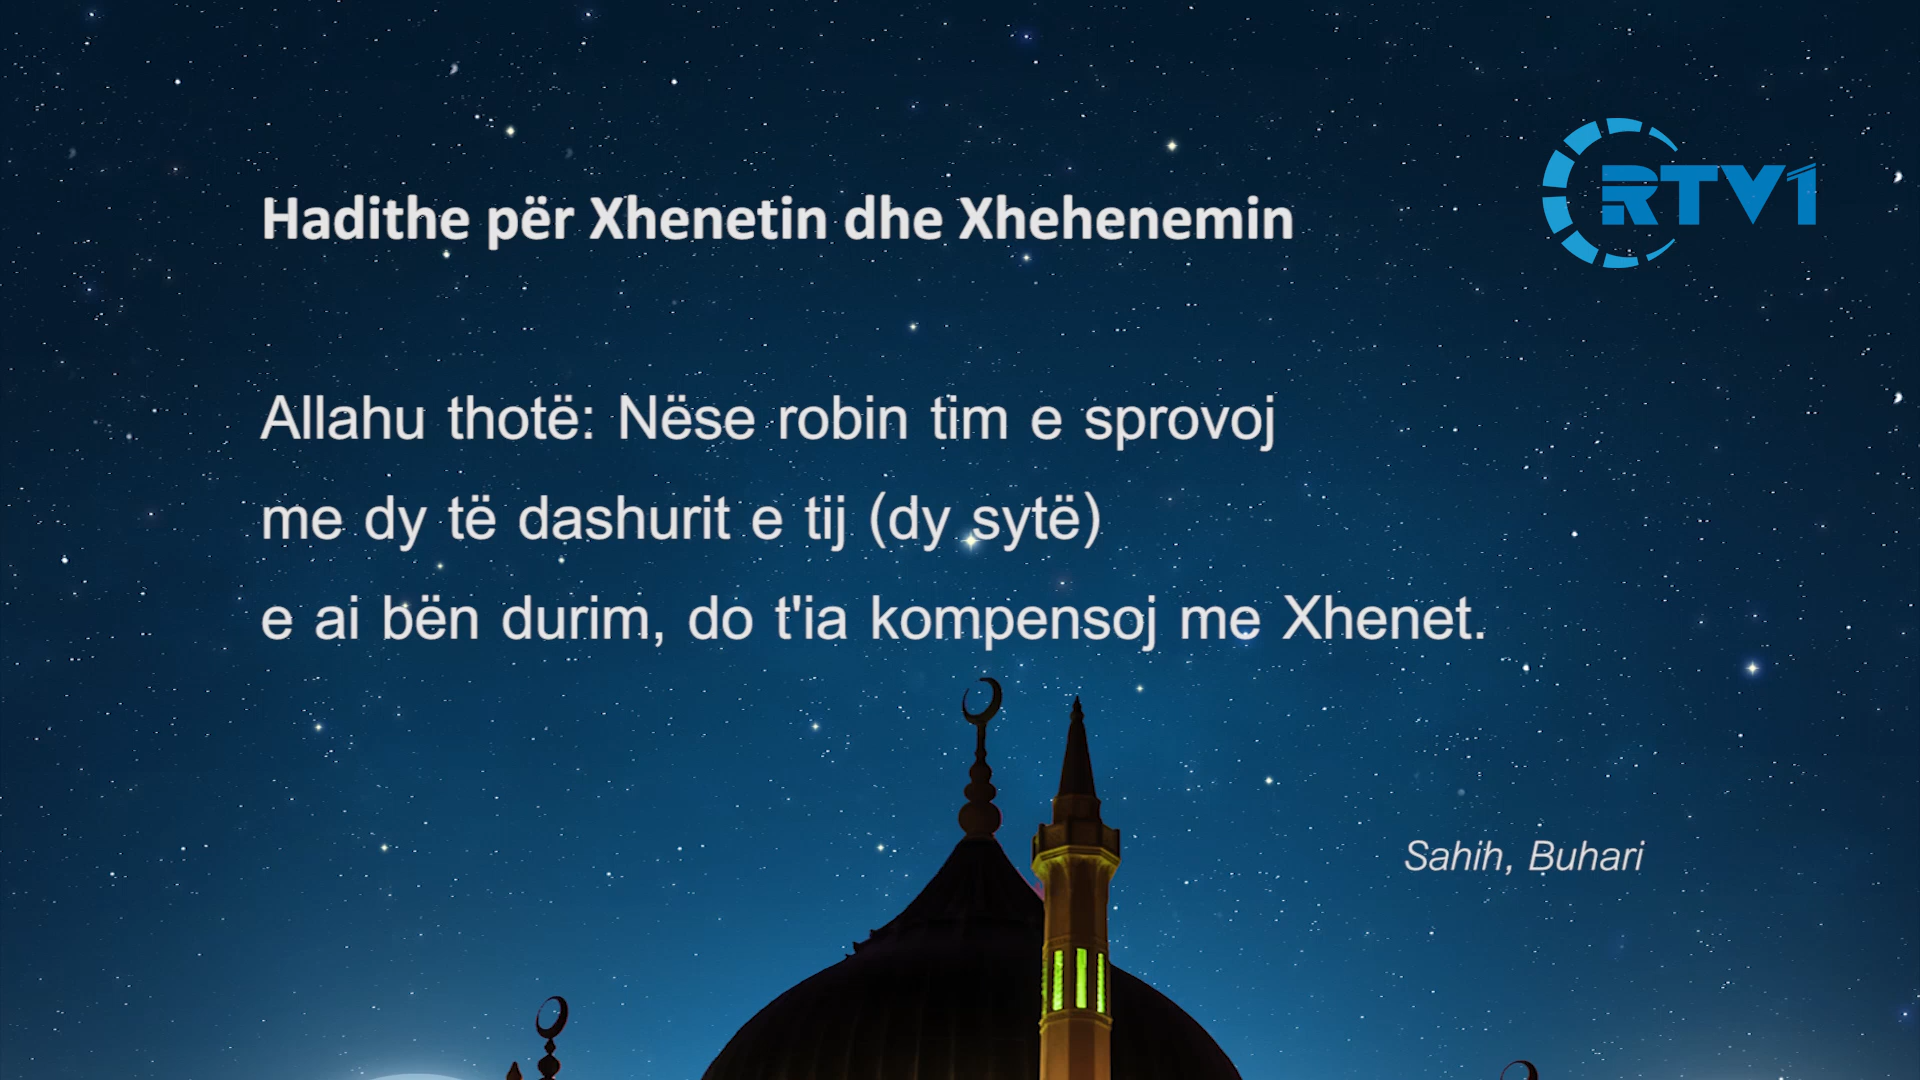 RTV1
Hadithe për Xhenetin dhe Xhehenemin
Allahu thotë: Nëse robin tim e sprovoj
me dy të dashurit e tij (dy sytë)
e ai bën durim, do t'ia kompensoj me Xhenet.
Sahih, Buhari